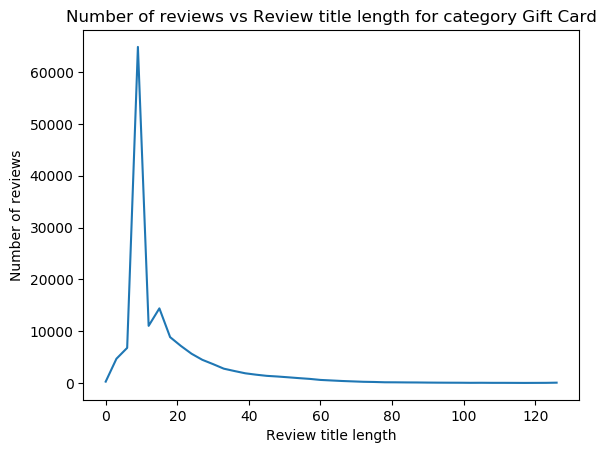 Number of reviews vs Review title length for category Gift Card
60000
50000
40000
30000
20000
10000
0
Number of reviews
0 20 40 60 80 100 120
Review title length